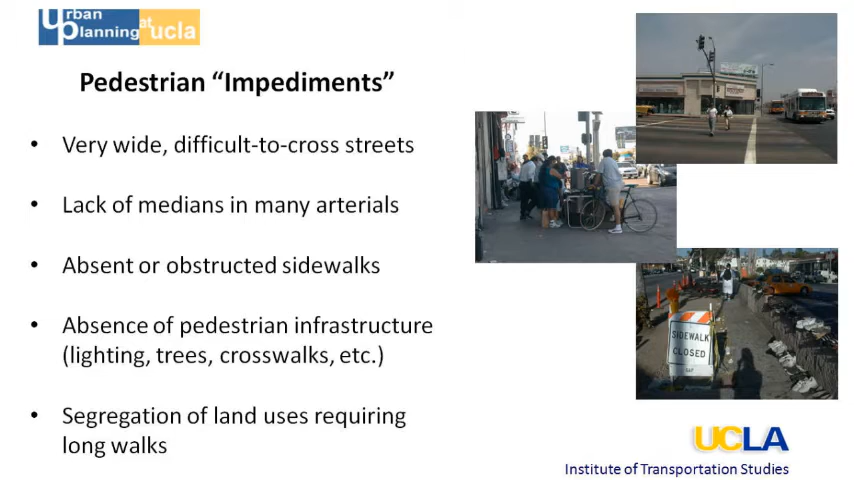 Urban
Planning at ucla
Pedestrian “Impediments”
• Very wide, difficult-to-cross streets
• Lack of medians in many arterials
• Absent or obstructed sidewalks
• Absence of pedestrian infrastructure
(lighting, trees, crosswalks, etc.)
• Segregation of land uses requiring
long walks
SIDEWALK
CLOSED
UCLA
Institute of Transportation Studies